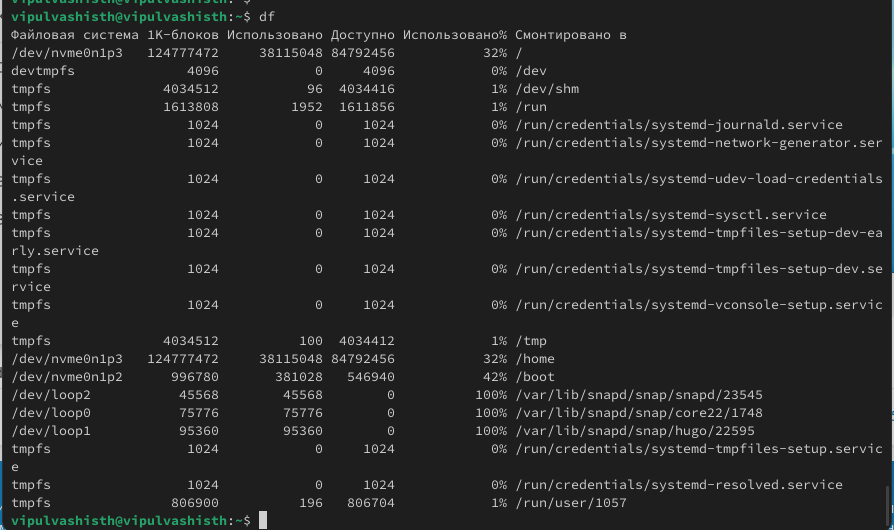 vipulvashisth@vipulvashisth:~$ df
Файловая система 1K-блоков Использовано Доступно Использовано% Смонтировано в
/dev/nvme0n1p3 124777472 38115048 84792456 32% /
devtmpfs 4096 0 4096 0% /dev
tmpfs 4034512 96 4034416 1% /dev/shm
tmpfs 1613808 1952 1611856 1% /run
tmpfs 1024 0 1024 0% /run/credentials/systemd-journald.service
tmpfs 1024 0 1024 0% /run/credentials/systemd-network-generator.ser
vice
tmpfs 1024 0 1024 0% /run/credentials/systemd-udev-load-credentials
.service
tmpfs 1024 0 1024 0% /run/credentials/systemd-sysctl.service
tmpfs 1024 0 1024 0% /run/credentials/systemd-tmpfiles-setup-dev-ea
rly.service
tmpfs 1024 0 1024 0% /run/credentials/systemd-tmpfiles-setup-dev.se
rvice
tmpfs 1024 0 1024 0% /run/credentials/systemd-vconsole-setup.servic
e
tmpfs 4034512 100 4034412 1% /tmp
/dev/nvme0n1p3 124777472 38115048 84792456 32% /home
/dev/nvme0n1p2 996780 381028 546940 42% /boot
/dev/loop2 45568 45568 0 100% /var/lib/snapd/snap/snapd/23545
/dev/loop0 75776 75776 0 100% /var/lib/snapd/snap/core22/1748
/dev/loop1 95360 95360 0 100% /var/lib/snapd/snap/hugo/22595
tmpfs 1024 0 1024 0% /run/credentials/systemd-tmpfiles-setup.servic
e
tmpfs 1024 0 1024 0% /run/credentials/systemd-resolved.service
tmpfs 806900 196 806704 1% /run/user/1057
vipulvashisth@vipulvashisth:~$